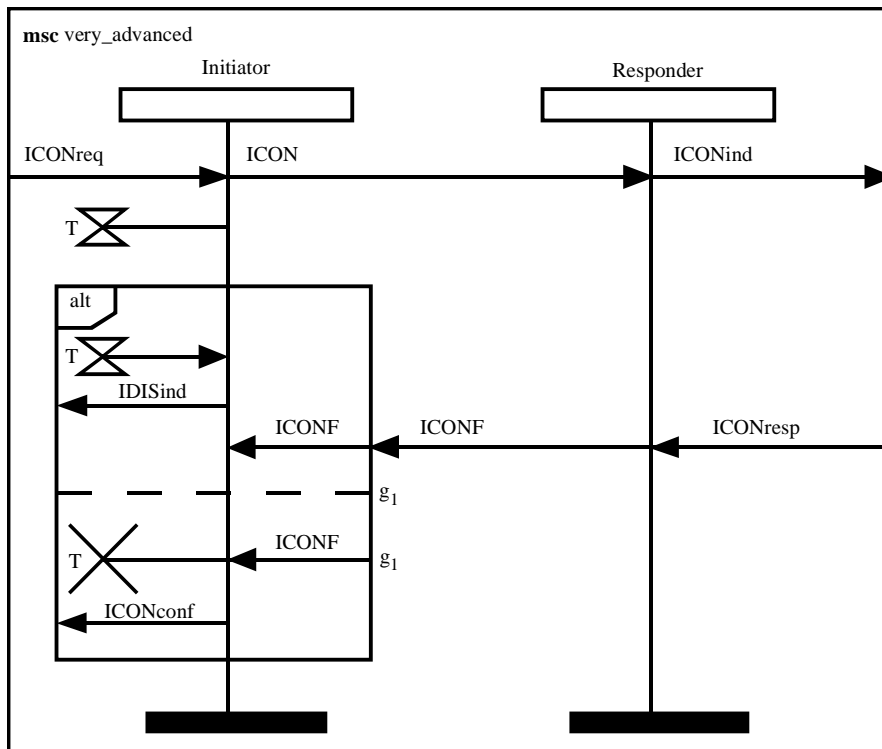 msc very_advanced
Initiator
Responder
ICONreq
ICON
ICONind
T
alt
T
IDISind
ICONF
ICONF
ICONresp
g1
T
ICONF
g1
ICONconf